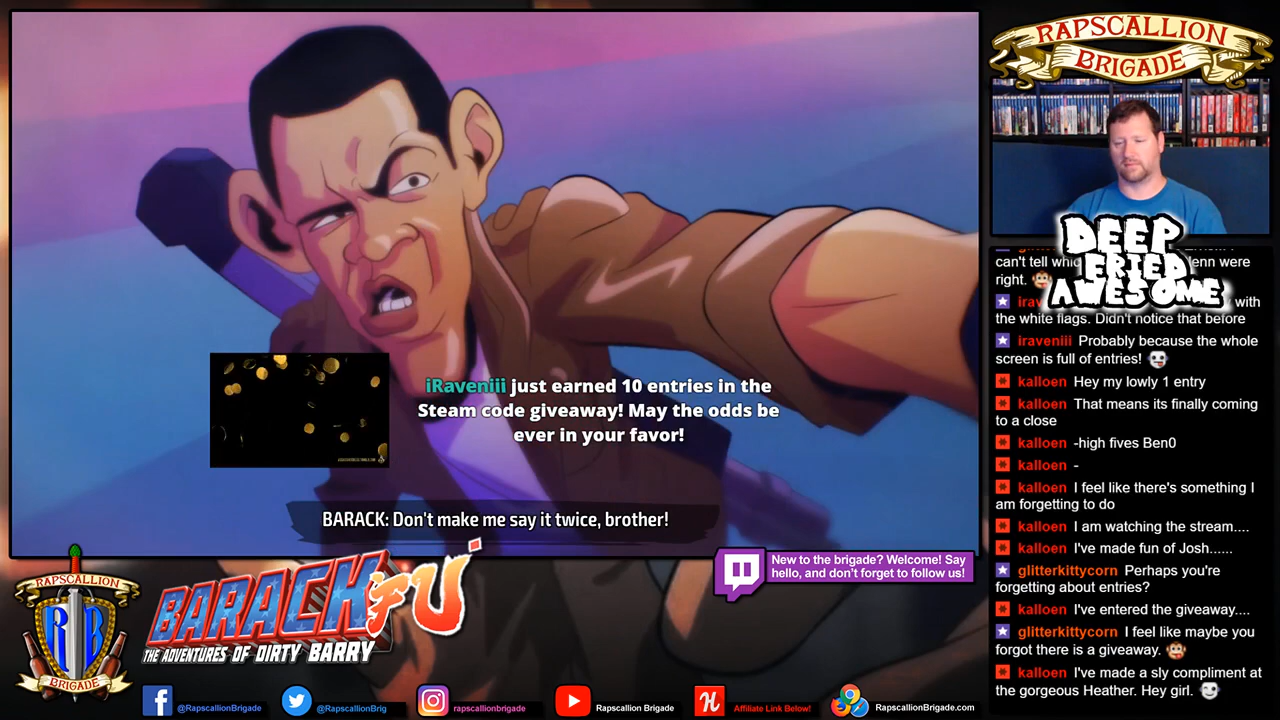 RAPSCALLION
BRIGADE
DEEP
FRIED
AWESOME
can't tell
enn were
right.
with
the white flags. Didn't notice that before
iraveniii Probably because the whole
screen is full of entries!
kalloen Hey my lowly 1 entry
kalloen That means its finally coming
to a close
kalloen -high fives Ben0
kalloen -
kalloen I feel like there's something I
am forgetting to do
kalloen I am watching the stream....
kalloen I've made fun of Josh......
glitterkittycorn Perhaps you're
forgetting about entries?
kalloen I've entered the giveaway....
glitterkittycorn I feel like maybe you
forgot there is a giveaway.
kalloen I've made a sly compliment at
the gorgeous Heather. Hey girl.
iRaveniii just earned 10 entries in the
Steam code giveaway! May the odds be
ever in your favor!
BARACK: Don't make me say it twice, brother!
New to the brigade? Welcome! Say
hello, and don't forget to follow us!
RAPSCALLION
RB
BRIGADE
BARACK FU
THE ADVENTURES OF DIRTY BARRY
@RapscallionBrigade
@RapscallionBrig
rapscallionbrigade
Rapscallion Brigade
H
Affiliate Link Below!
RapscallionBrigade.com